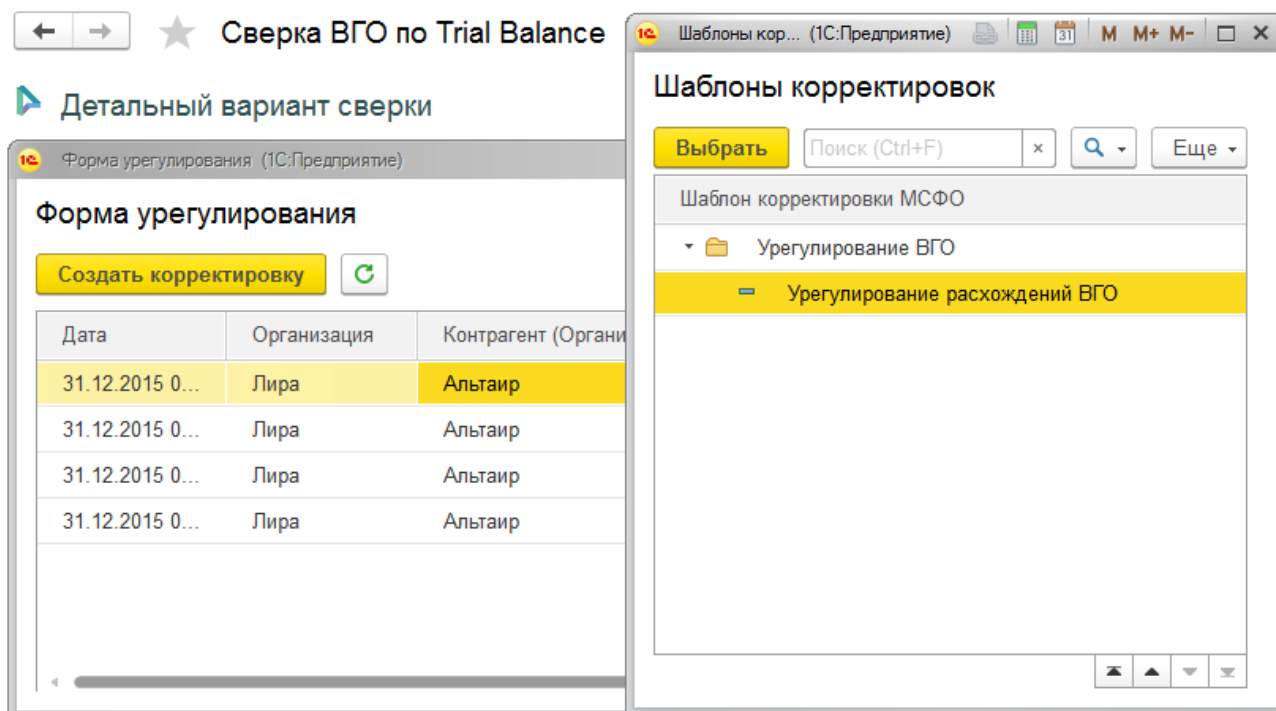 Сверка ВГО по Trial Balance
Детальный вариант сверки
1С Форма урегулирования (1С:Предприятие)
Форма урегулирования
Создать корректировку
Дата Организация Контрагент (Органи
31.12.2015 0... Лира Альтаир
31.12.2015 0... Лира Альтаир
31.12.2015 0... Лира Альтаир
31.12.2015 0... Лира Альтаир
1С Шаблоны кор... (1С:Предприятие) 31 M M+ M-
Шаблоны корректировок
Выбрать Поиск (Ctrl+F) × Еще
Шаблон корректировки МСФО
Урегулирование ВГО
Урегулирование расхождений ВГО